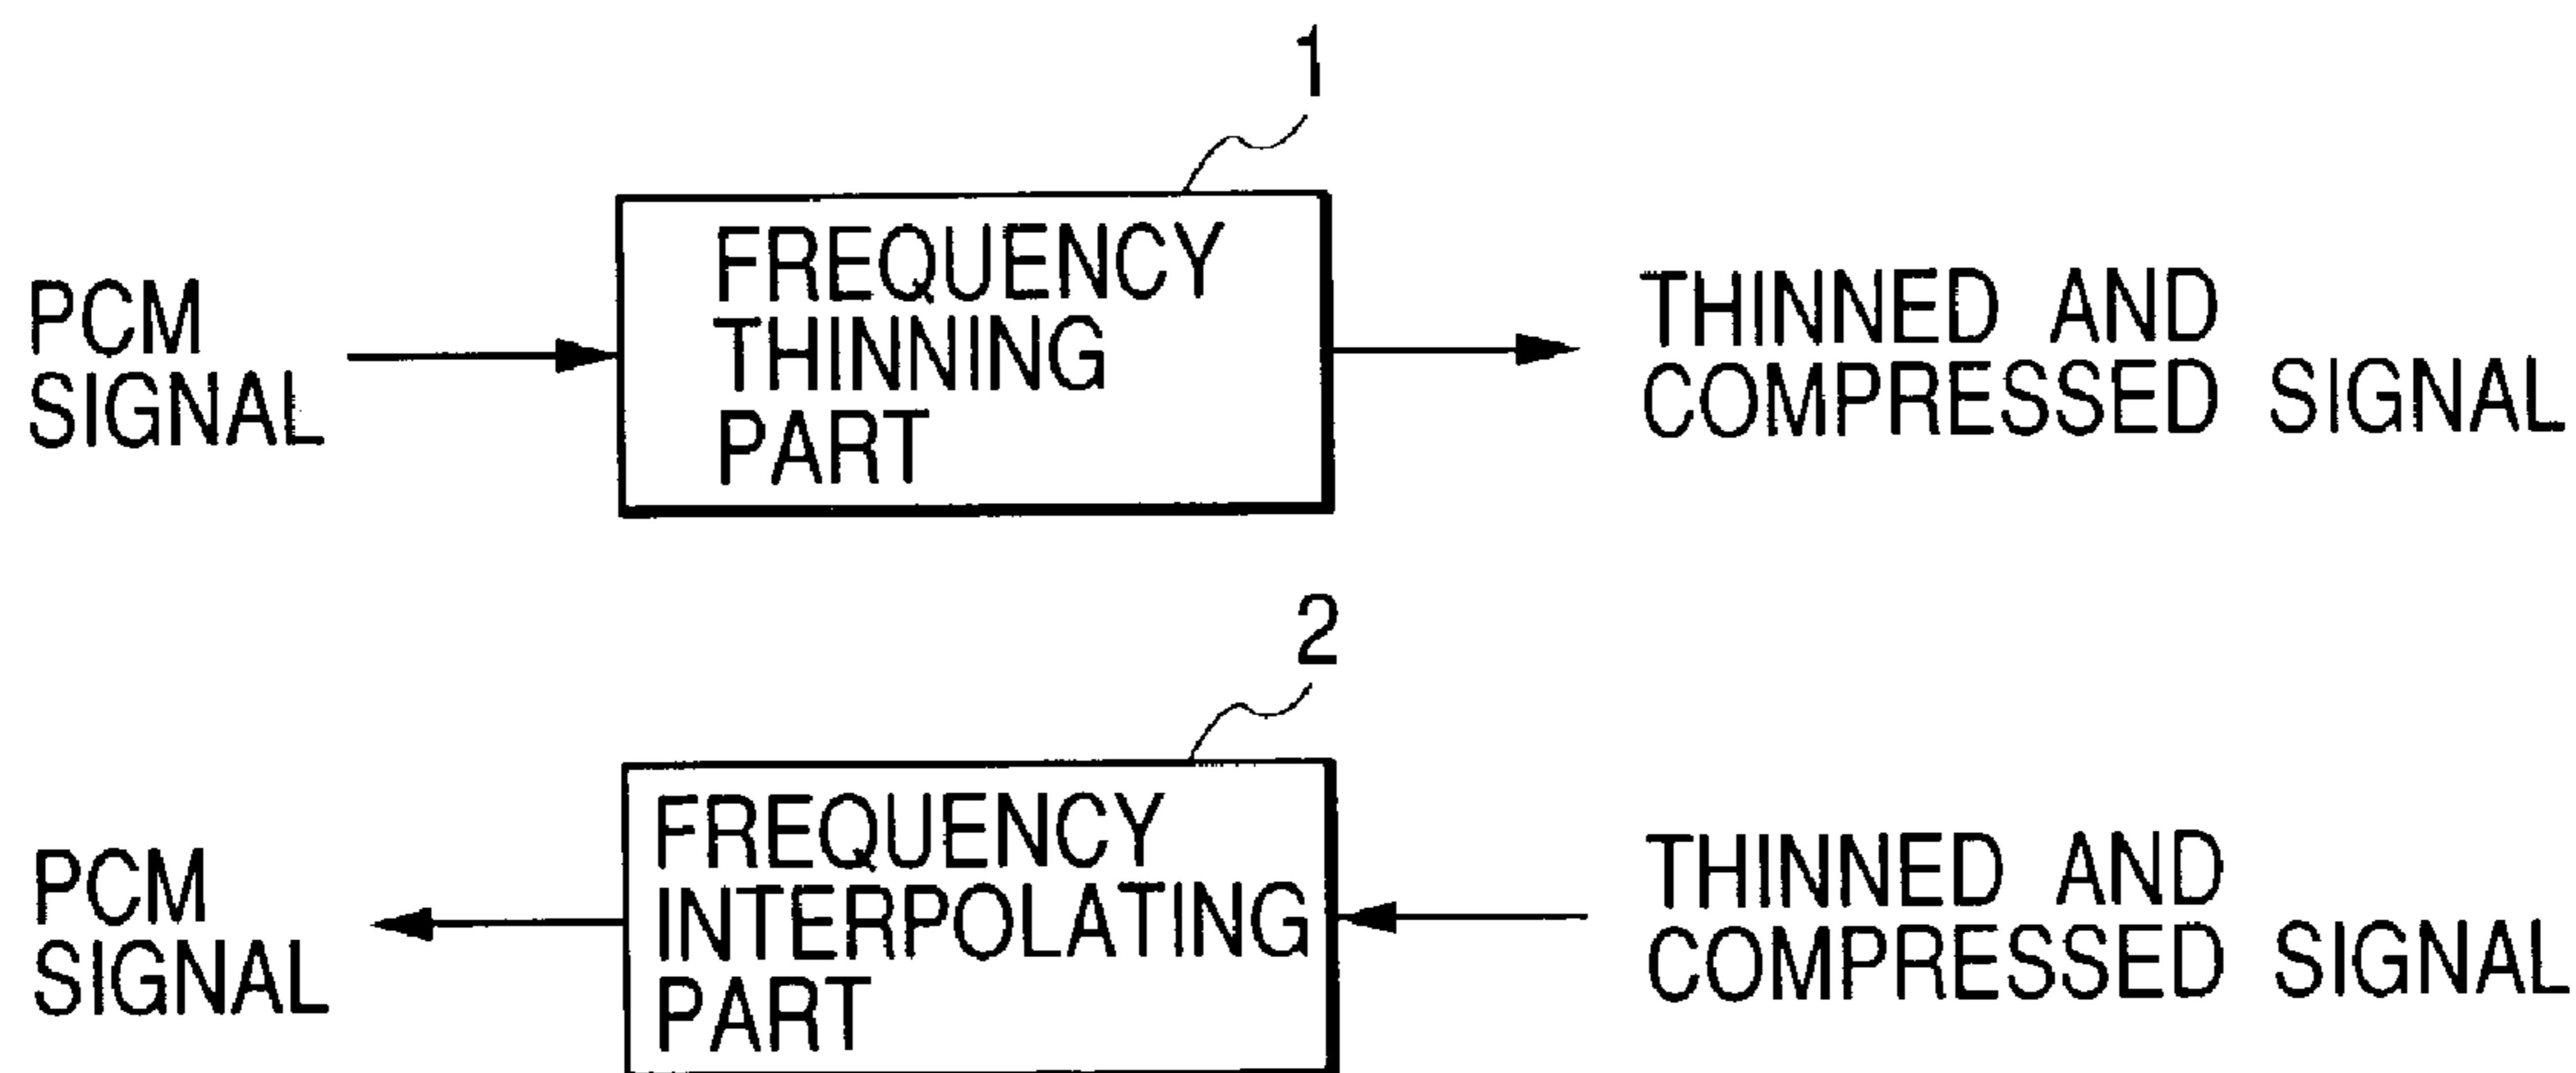 1
PCM
SIGNAL
FREQUENCY
THINNING
PART
THINNED AND
COMPRESSED SIGNAL
2
PCM
SIGNAL
FREQUENCY
INTERPOLATING
PART
THINNED AND
COMPRESSED SIGNAL